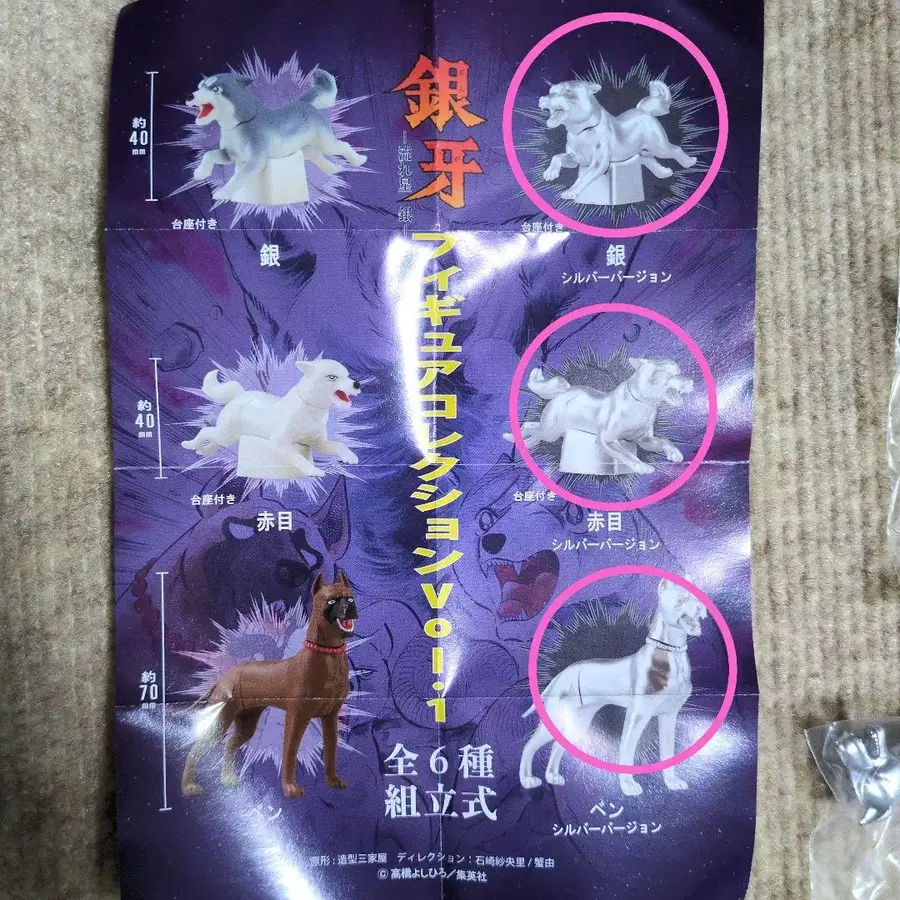 銀牙
―流れ星 銀―
フィギュアコレクションvol.1
約
40
mm
台座付き
銀
台座付き
銀
シルバーバージョン
約
40
mm
台座付き
赤目
台座付き
赤目
シルバーバージョン
約
70
mm
ベン
ベン
シルバーバージョン
全6種
組立式
原形:造型三家屋 ディレクション:石崎紗央里/蟹由
©高橋よしひろ/集英社